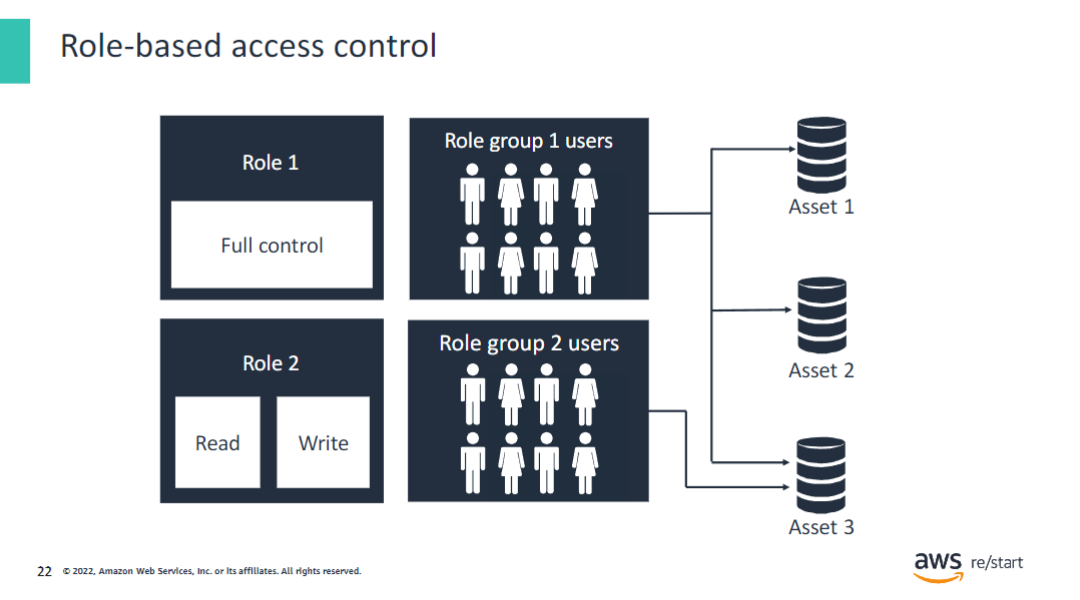 Role-based access control
Role 1
Full control
Role group 1 users
Asset 1
Asset 2
Role 2
Read
Write
Role group 2 users
Asset 3
22
© 2022, Amazon Web Services, Inc. or its affiliates. All rights reserved.
aws re/start